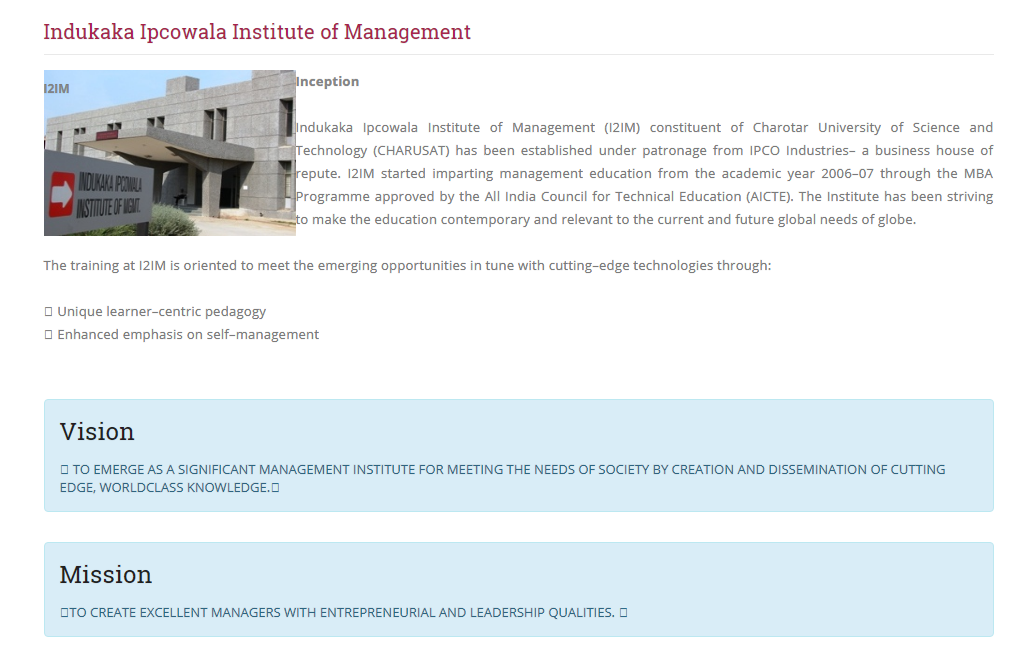 Indukaka Ipcowala Institute of Management
I2IM
INDUKAKA IPCOWALA
INSTITUTE OF MGMT.
Inception
Indukaka Ipcowala Institute of Management (I2IM) constituent of Charotar University of Science and
Technology (CHARUSAT) has been established under patronage from IPCO Industries– a business house of
repute. I2IM started imparting management education from the academic year 2006–07 through the MBA
Programme approved by the All India Council for Technical Education (AICTE). The Institute has been striving
to make the education contemporary and relevant to the current and future global needs of globe.
The training at I2IM is oriented to meet the emerging opportunities in tune with cutting–edge technologies through:
▯ Unique learner–centric pedagogy
▯ Enhanced emphasis on self–management
Vision
▯ TO EMERGE AS A SIGNIFICANT MANAGEMENT INSTITUTE FOR MEETING THE NEEDS OF SOCIETY BY CREATION AND DISSEMINATION OF CUTTING
EDGE, WORLDCLASS KNOWLEDGE.▯
Mission
▯TO CREATE EXCELLENT MANAGERS WITH ENTREPRENEURIAL AND LEADERSHIP QUALITIES. ▯